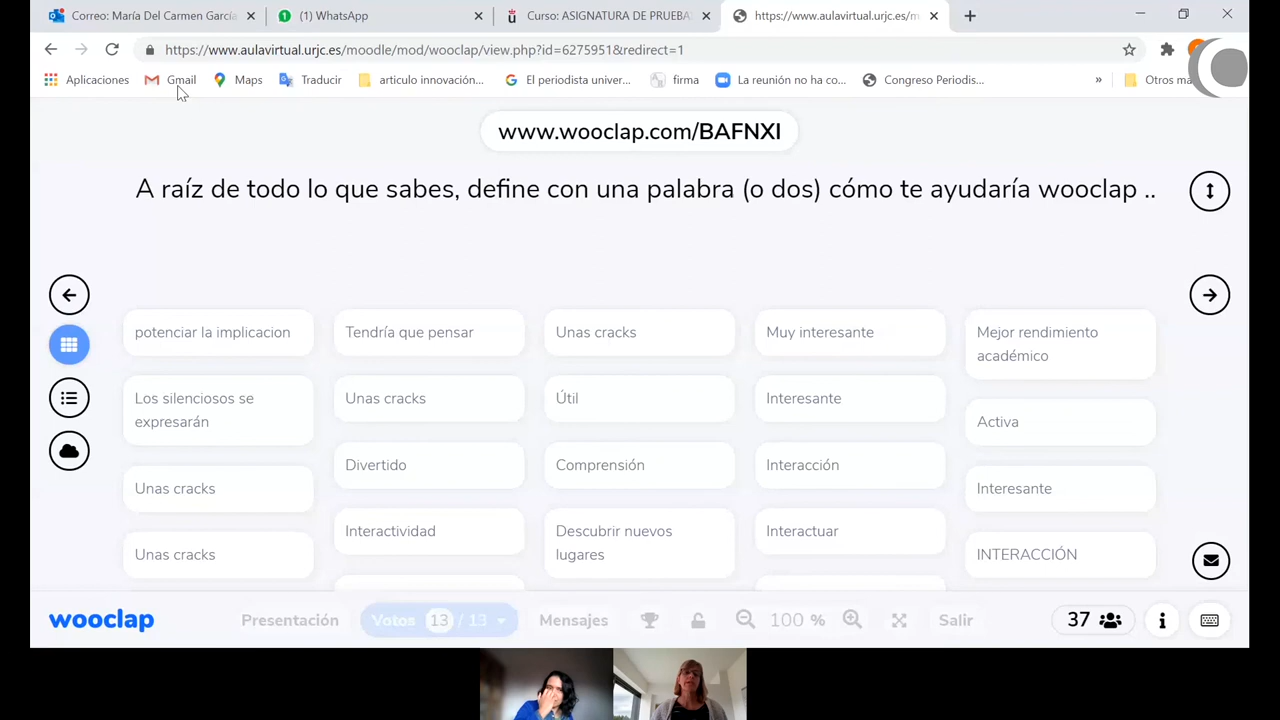 Correo: María Del Carmen García
(1) WhatsApp
Curso: ASIGNATURA DE PRUEBA
https://www.aulavirtual.urjc.es/m
https://www.aulavirtual.urjc.es/moodle/mod/wooclap/view.php?id=6275951&redirect=1
Aplicaciones
Gmail
Maps
Traducir
articulo innovación...
El periodista univer...
firma
La reunión no ha co...
Congreso Periodis...
»
Otros ma
www.wooclap.com/BAFNXI
A raíz de todo lo que sabes, define con una palabra (o dos) cómo te ayudaría wooclap ..
potenciar la implicacion
Tendría que pensar
Unas cracks
Muy interesante
Mejor rendimiento
académico
Los silenciosos se
expresarán
Unas cracks
Útil
Interesante
Activa
Divertido
Comprensión
Interacción
Unas cracks
Interesante
Interactividad
Descubrir nuevos
lugares
Interactuar
Unas cracks
INTERACCIÓN
wooclap
Presentación
Votos 13 / 13
Mensajes
100 %
Salir
37